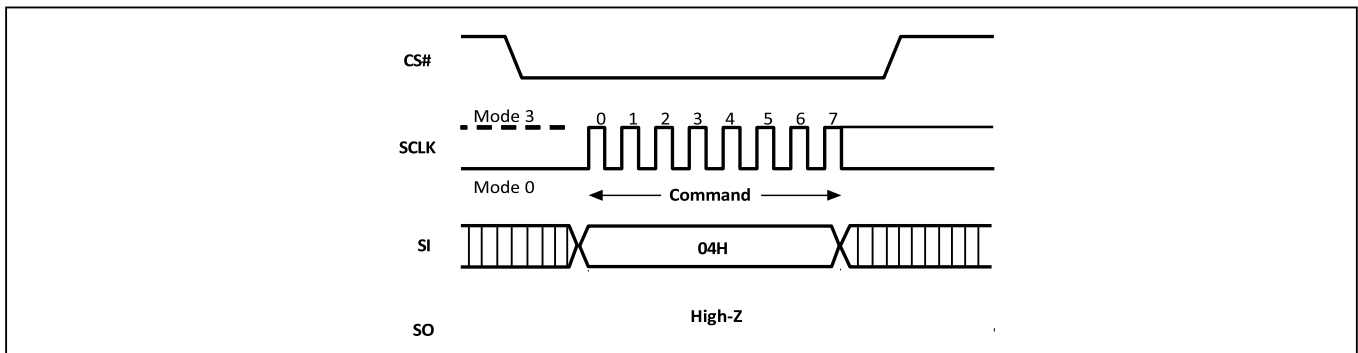 CS#
Mode 3
0 1 2 3 4 5 6 7
SCLK
Mode 0
Command
SI
04H
High-Z
SO